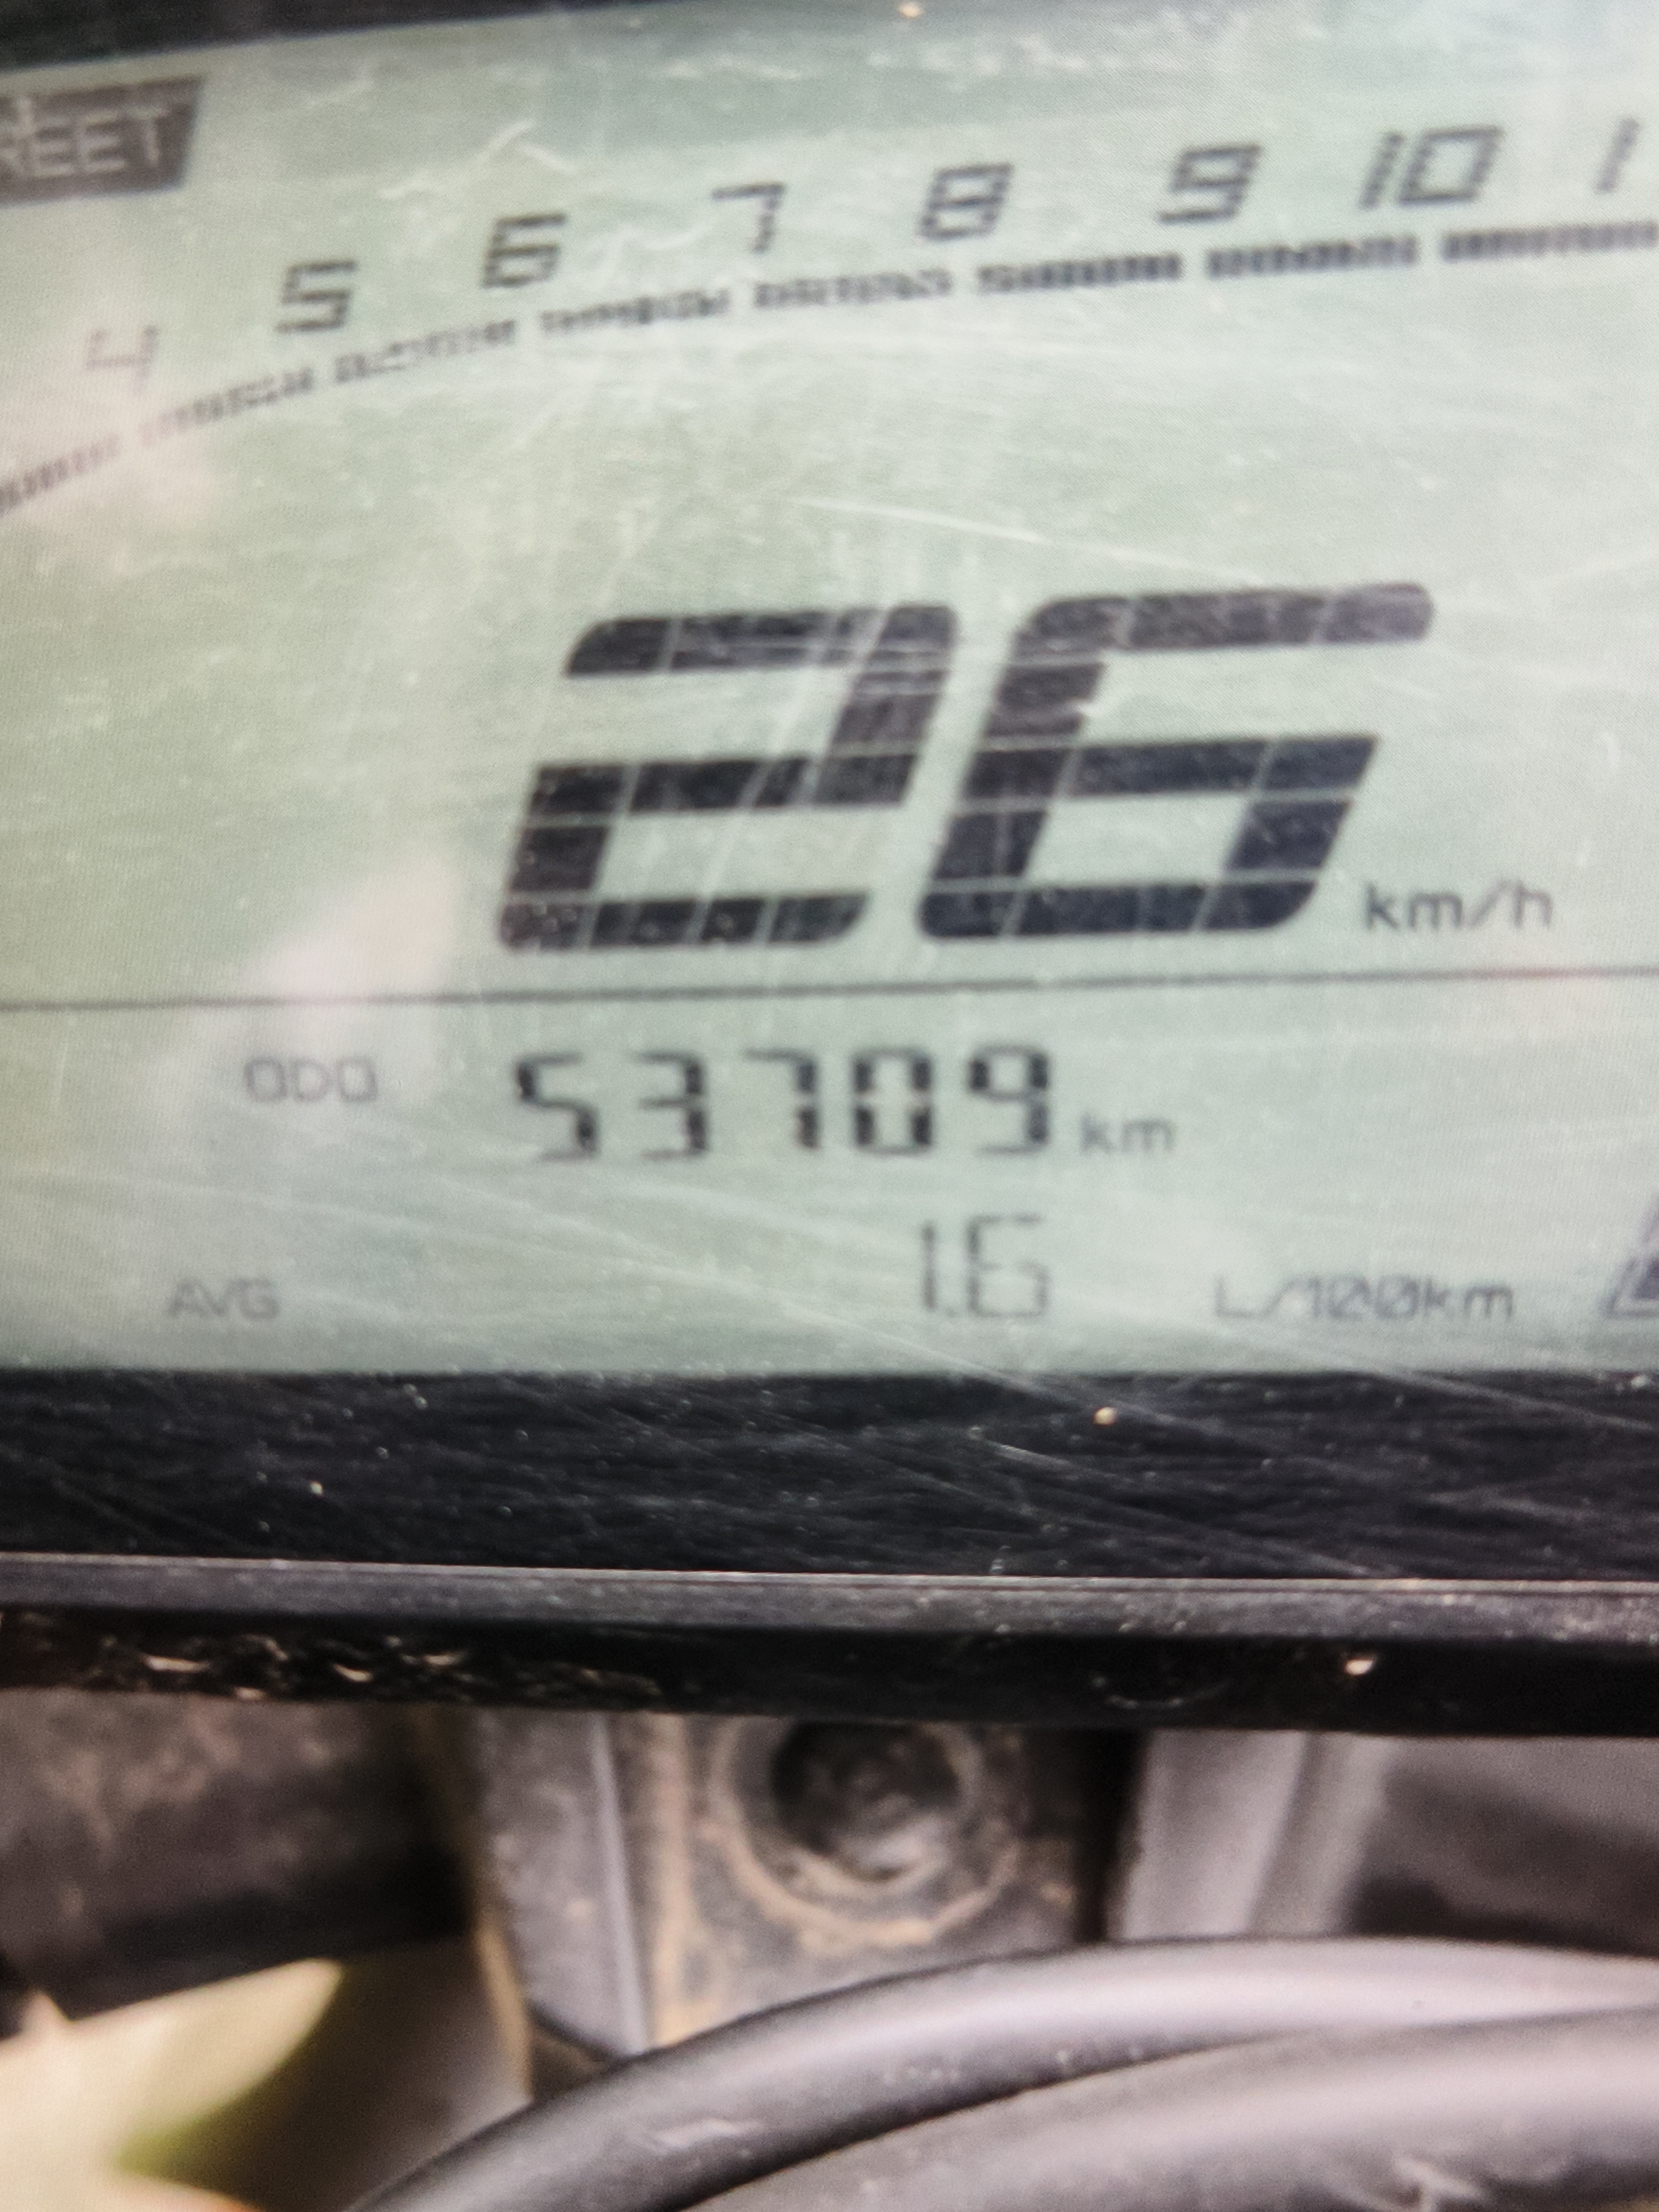 REET
4 5 6 7 8 9 10 1
26 km/h
ODO 53709 km
AVG 1.6 L/100km